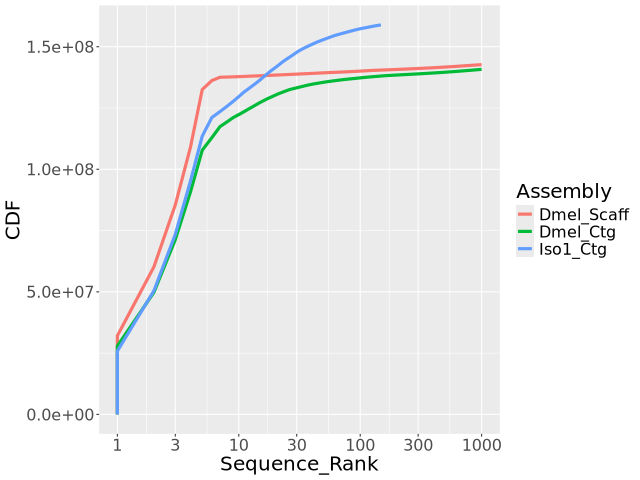 1.5e+08
1.0e+08
5.0e+07
0.0e+00
CDF
1 3 10 30 100 300 1000
Sequence_Rank
Assembly
Dmel_Scaff
Dmel_Ctg
Iso1_Ctg